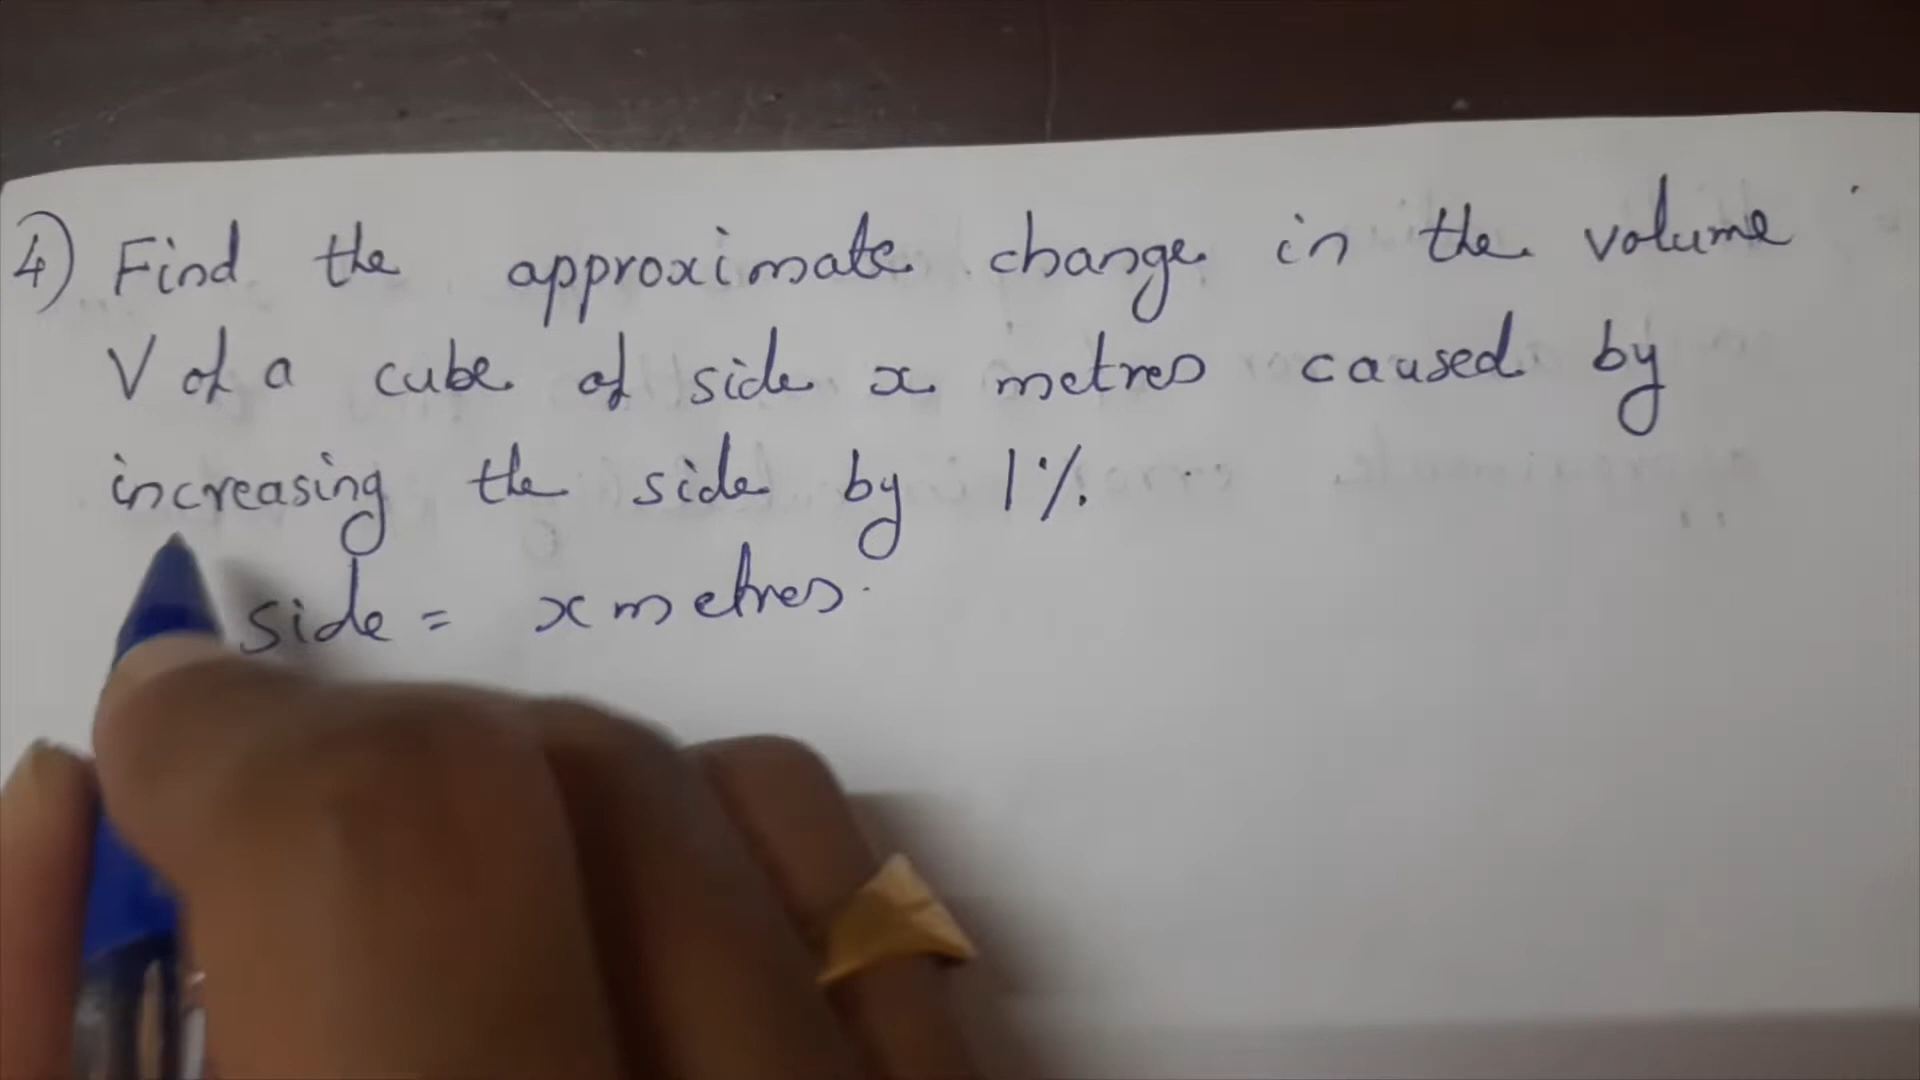 4) Find the approximate change in the volume
V of a cube of side x metres caused by
increasing the side by 1%.
side = x metres.